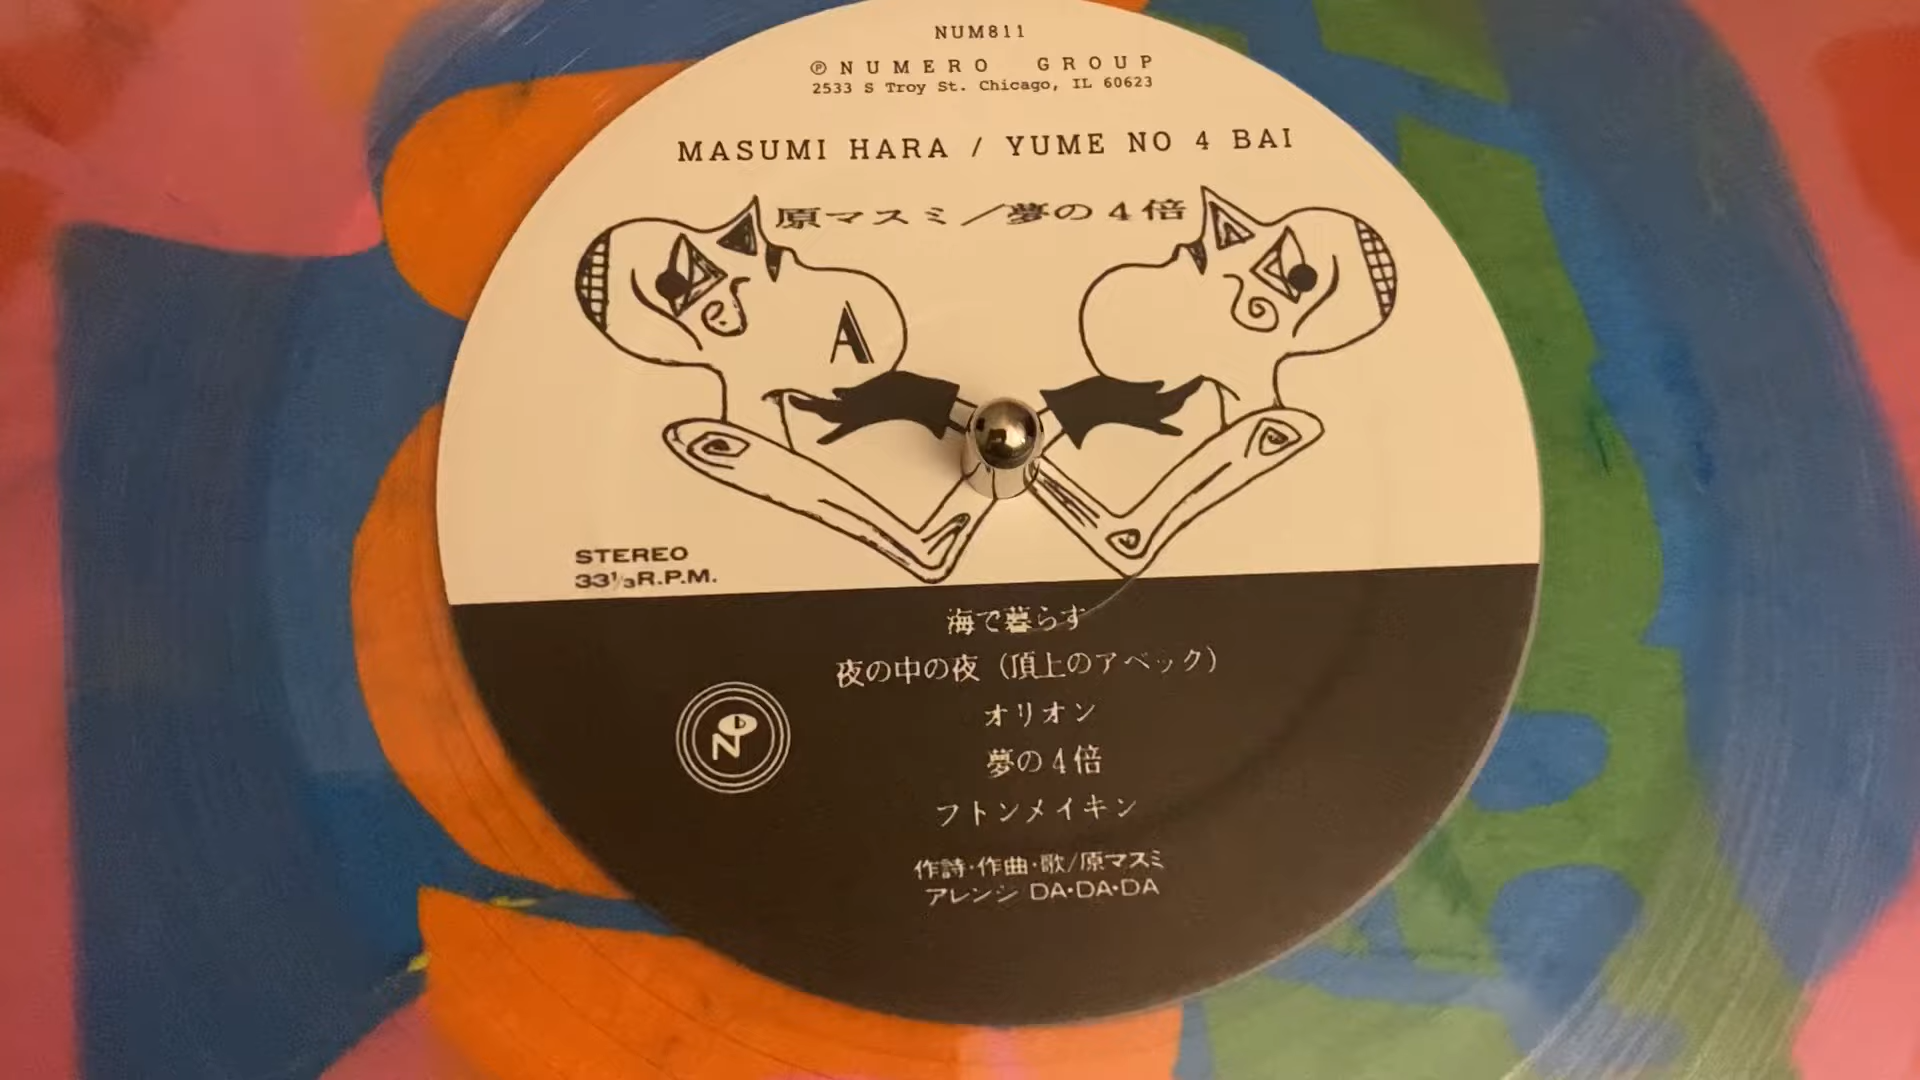 NUM811
℗ NUMERO GROUP
2533 S Troy St. Chicago, IL 60623
MASUMI HARA / YUME NO 4 BAI
原マスミ／夢の4倍
A
STEREO
33⅓R.P.M.
海で暮らす
夜の中の夜（頂上のアベック）
オリオン
夢の4倍
フトンメイキン
N
作詩・作曲・歌/原マスミ
アレンジ DA・DA・DA